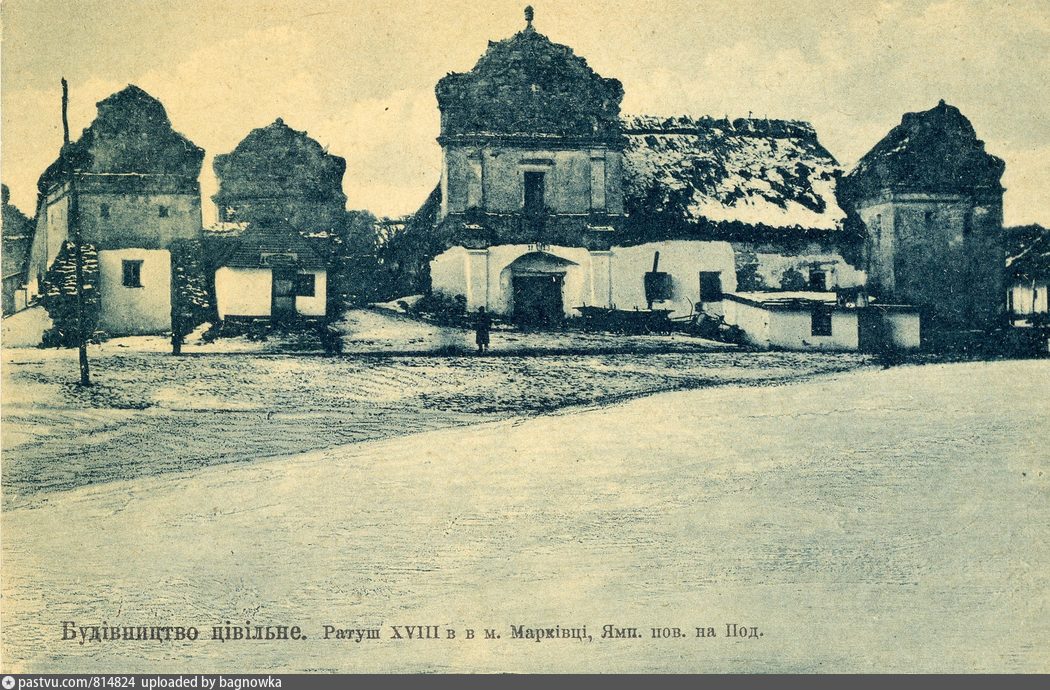 Будівництво цівільне. Ратуш XVIII в в м. Марківці, Ямп. пов. на Под.
pastvu.com/814824 uploaded by bagnowka